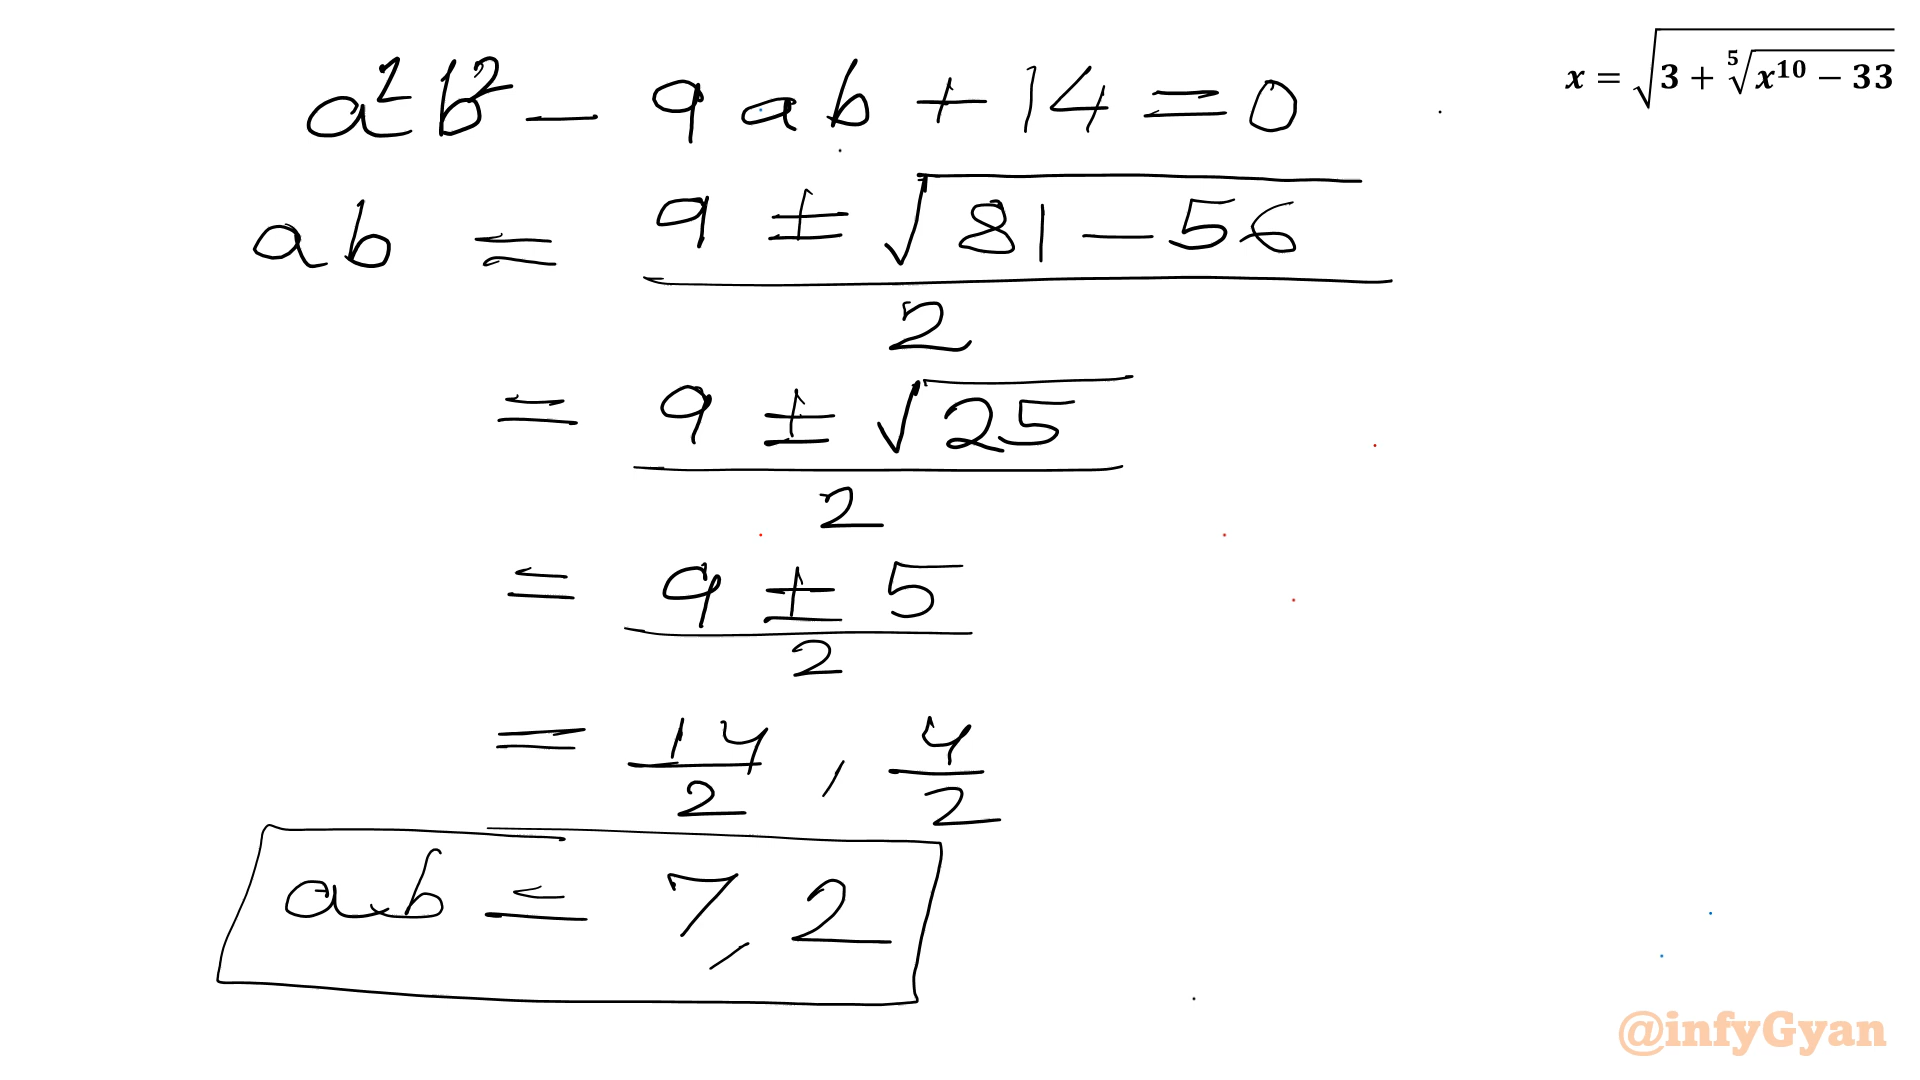 a²b² − 9ab + 14 = 0
x = √(3 + ⁵√(x¹⁰ − 33))
ab = (9 ± √(81 − 56)) / 2
= (9 ± √25) / 2
= (9 ± 5) / 2
= 14/2 , 4/2
a.b = 7, 2
@infyGyan